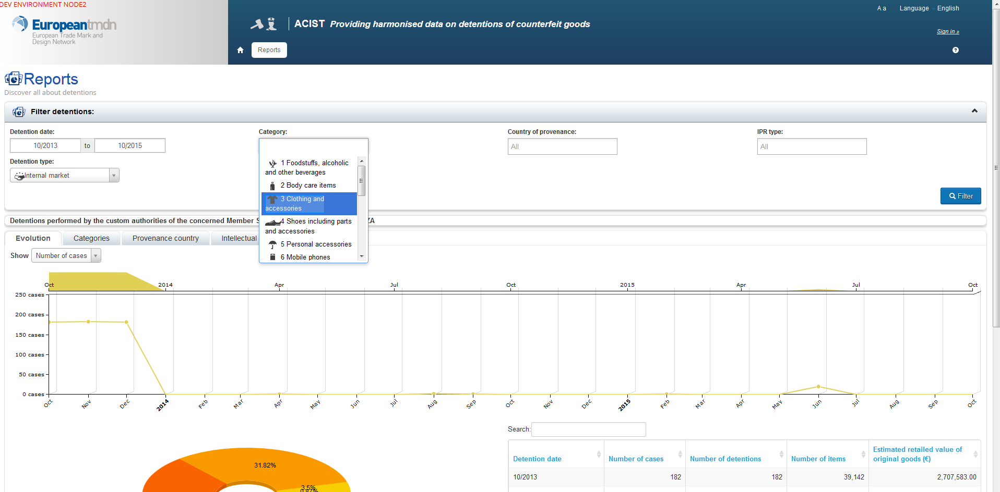 DEV ENVIRONMENT NODE2
Europeantmdn
European Trade Mark and
Design Network
ACIST Providing harmonised data on detentions of counterfeit goods
A a
Language
English
Sign in »
Reports
Reports
Discover all about detentions
Filter detentions:
Detention date:
10/2013 to 10/2015
Detention type:
Internal market
Category:
1 Foodstuffs, alcoholic
and other beverages
2 Body care items
3 Clothing and
accessories
4 Shoes including parts
and accessories
5 Personal accessories
6 Mobile phones
Country of provenance:
All
IPR type:
All
Filter
Detentions performed by the custom authorities of the concerned Member
Evolution Categories Provenance country Intellectual
Show Number of cases
Oct 2014 Apr Jul Oct 2015 Apr Jul Oct
250 cases
200 cases
150 cases
100 cases
50 cases
0 cases
Oct Nov Dec 2014 Feb Mar Apr May Jun Jul Aug Sep Oct Nov Dec 2015 Feb Mar Apr May Jun Jul Aug Sep Oct
31.82%
3.5%
0.87%
Search:
Detention date Number of cases Number of detentions Number of items Estimated retailed value of
original goods (€)
10/2013 182 182 39,142 2,707,583.00